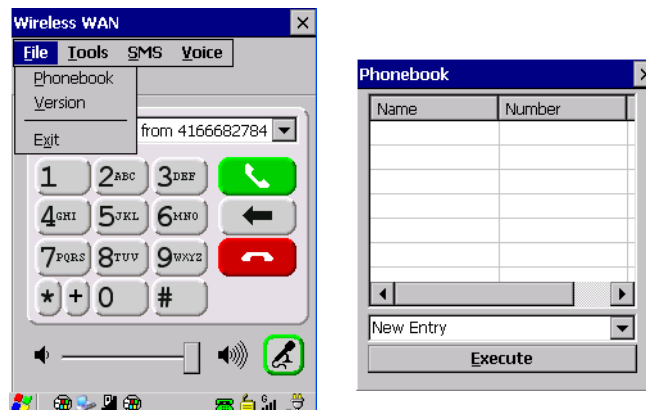 Wireless WAN
File Tools SMS Voice
Phonebook
Version
Exit
from 4166682784
1 2ABC 3DEF
4GHI 5JKL 6MNO
7PQRS 8TUV 9WXYZ
* + 0 #
G
Phonebook
Name Number
New Entry
Execute